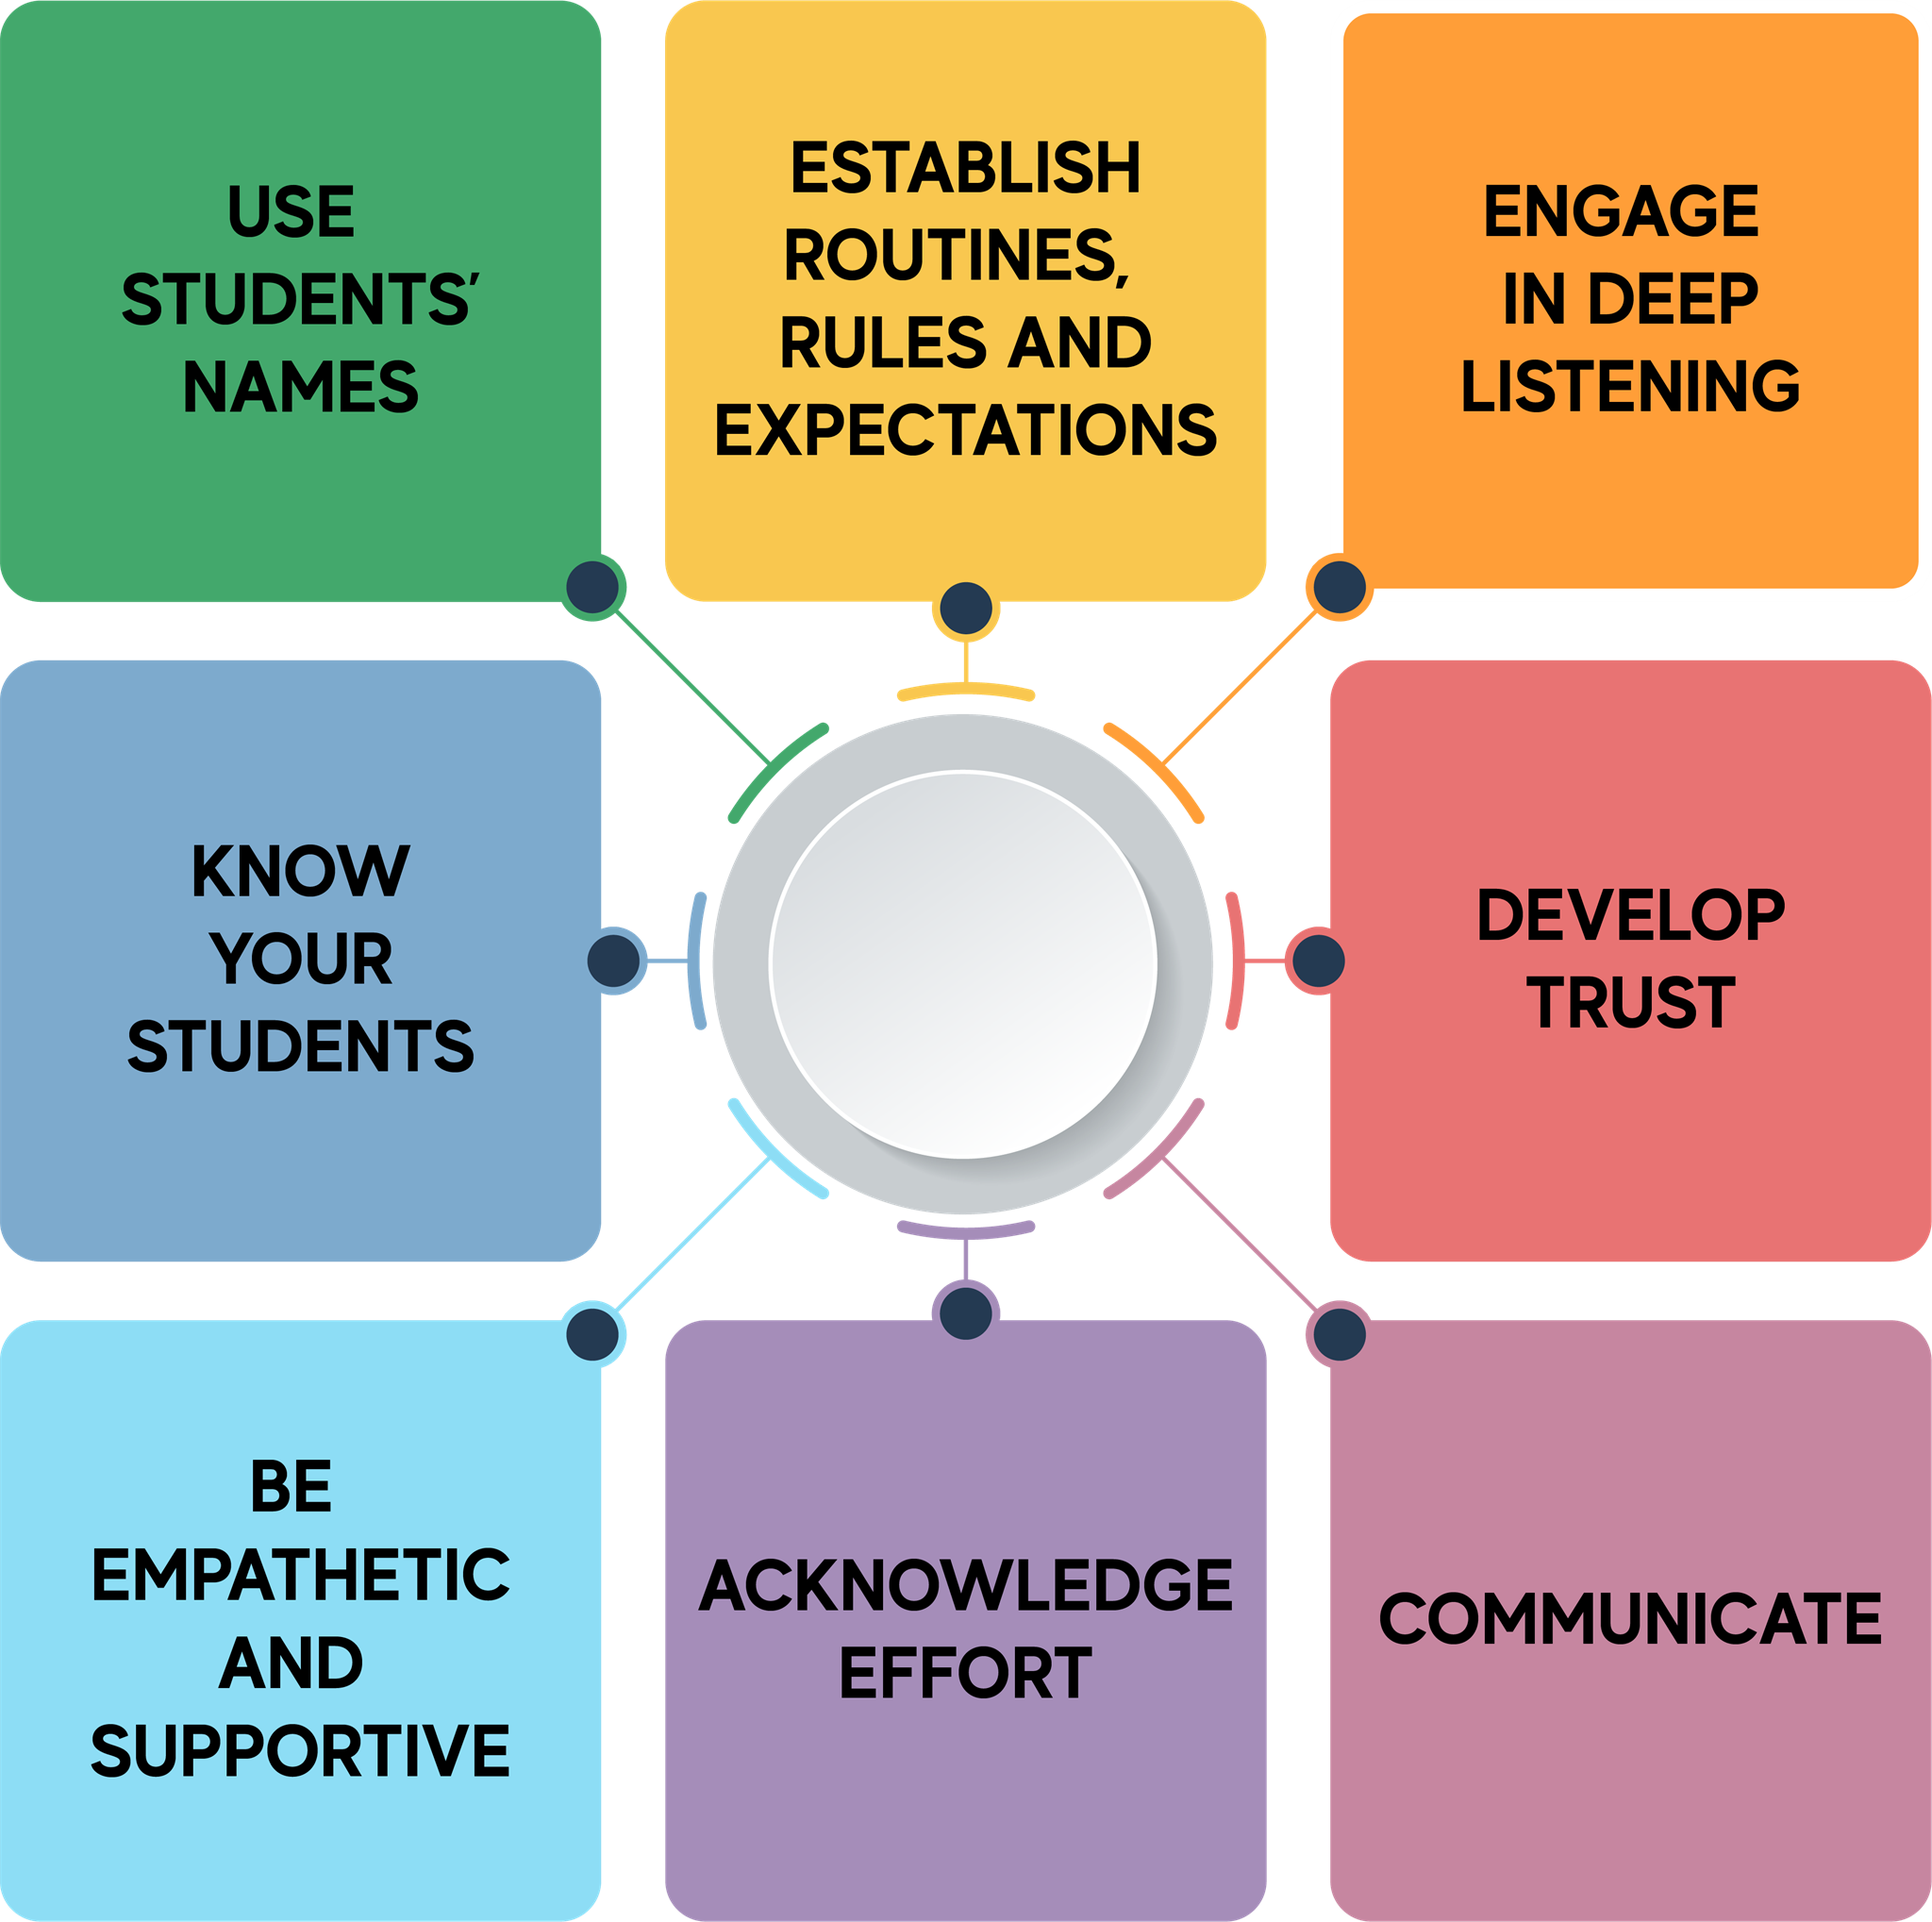 USE
STUDENTS´
NAMES
ESTABLISH
ROUTINES,
RULES AND
EXPECTATIONS
ENGAGE
IN DEEP
LISTENING
KNOW
YOUR
STUDENTS
DEVELOP
TRUST
BE
EMPATHETIC
AND
SUPPORTIVE
ACKNOWLEDGE
EFFORT
COMMUNICATE